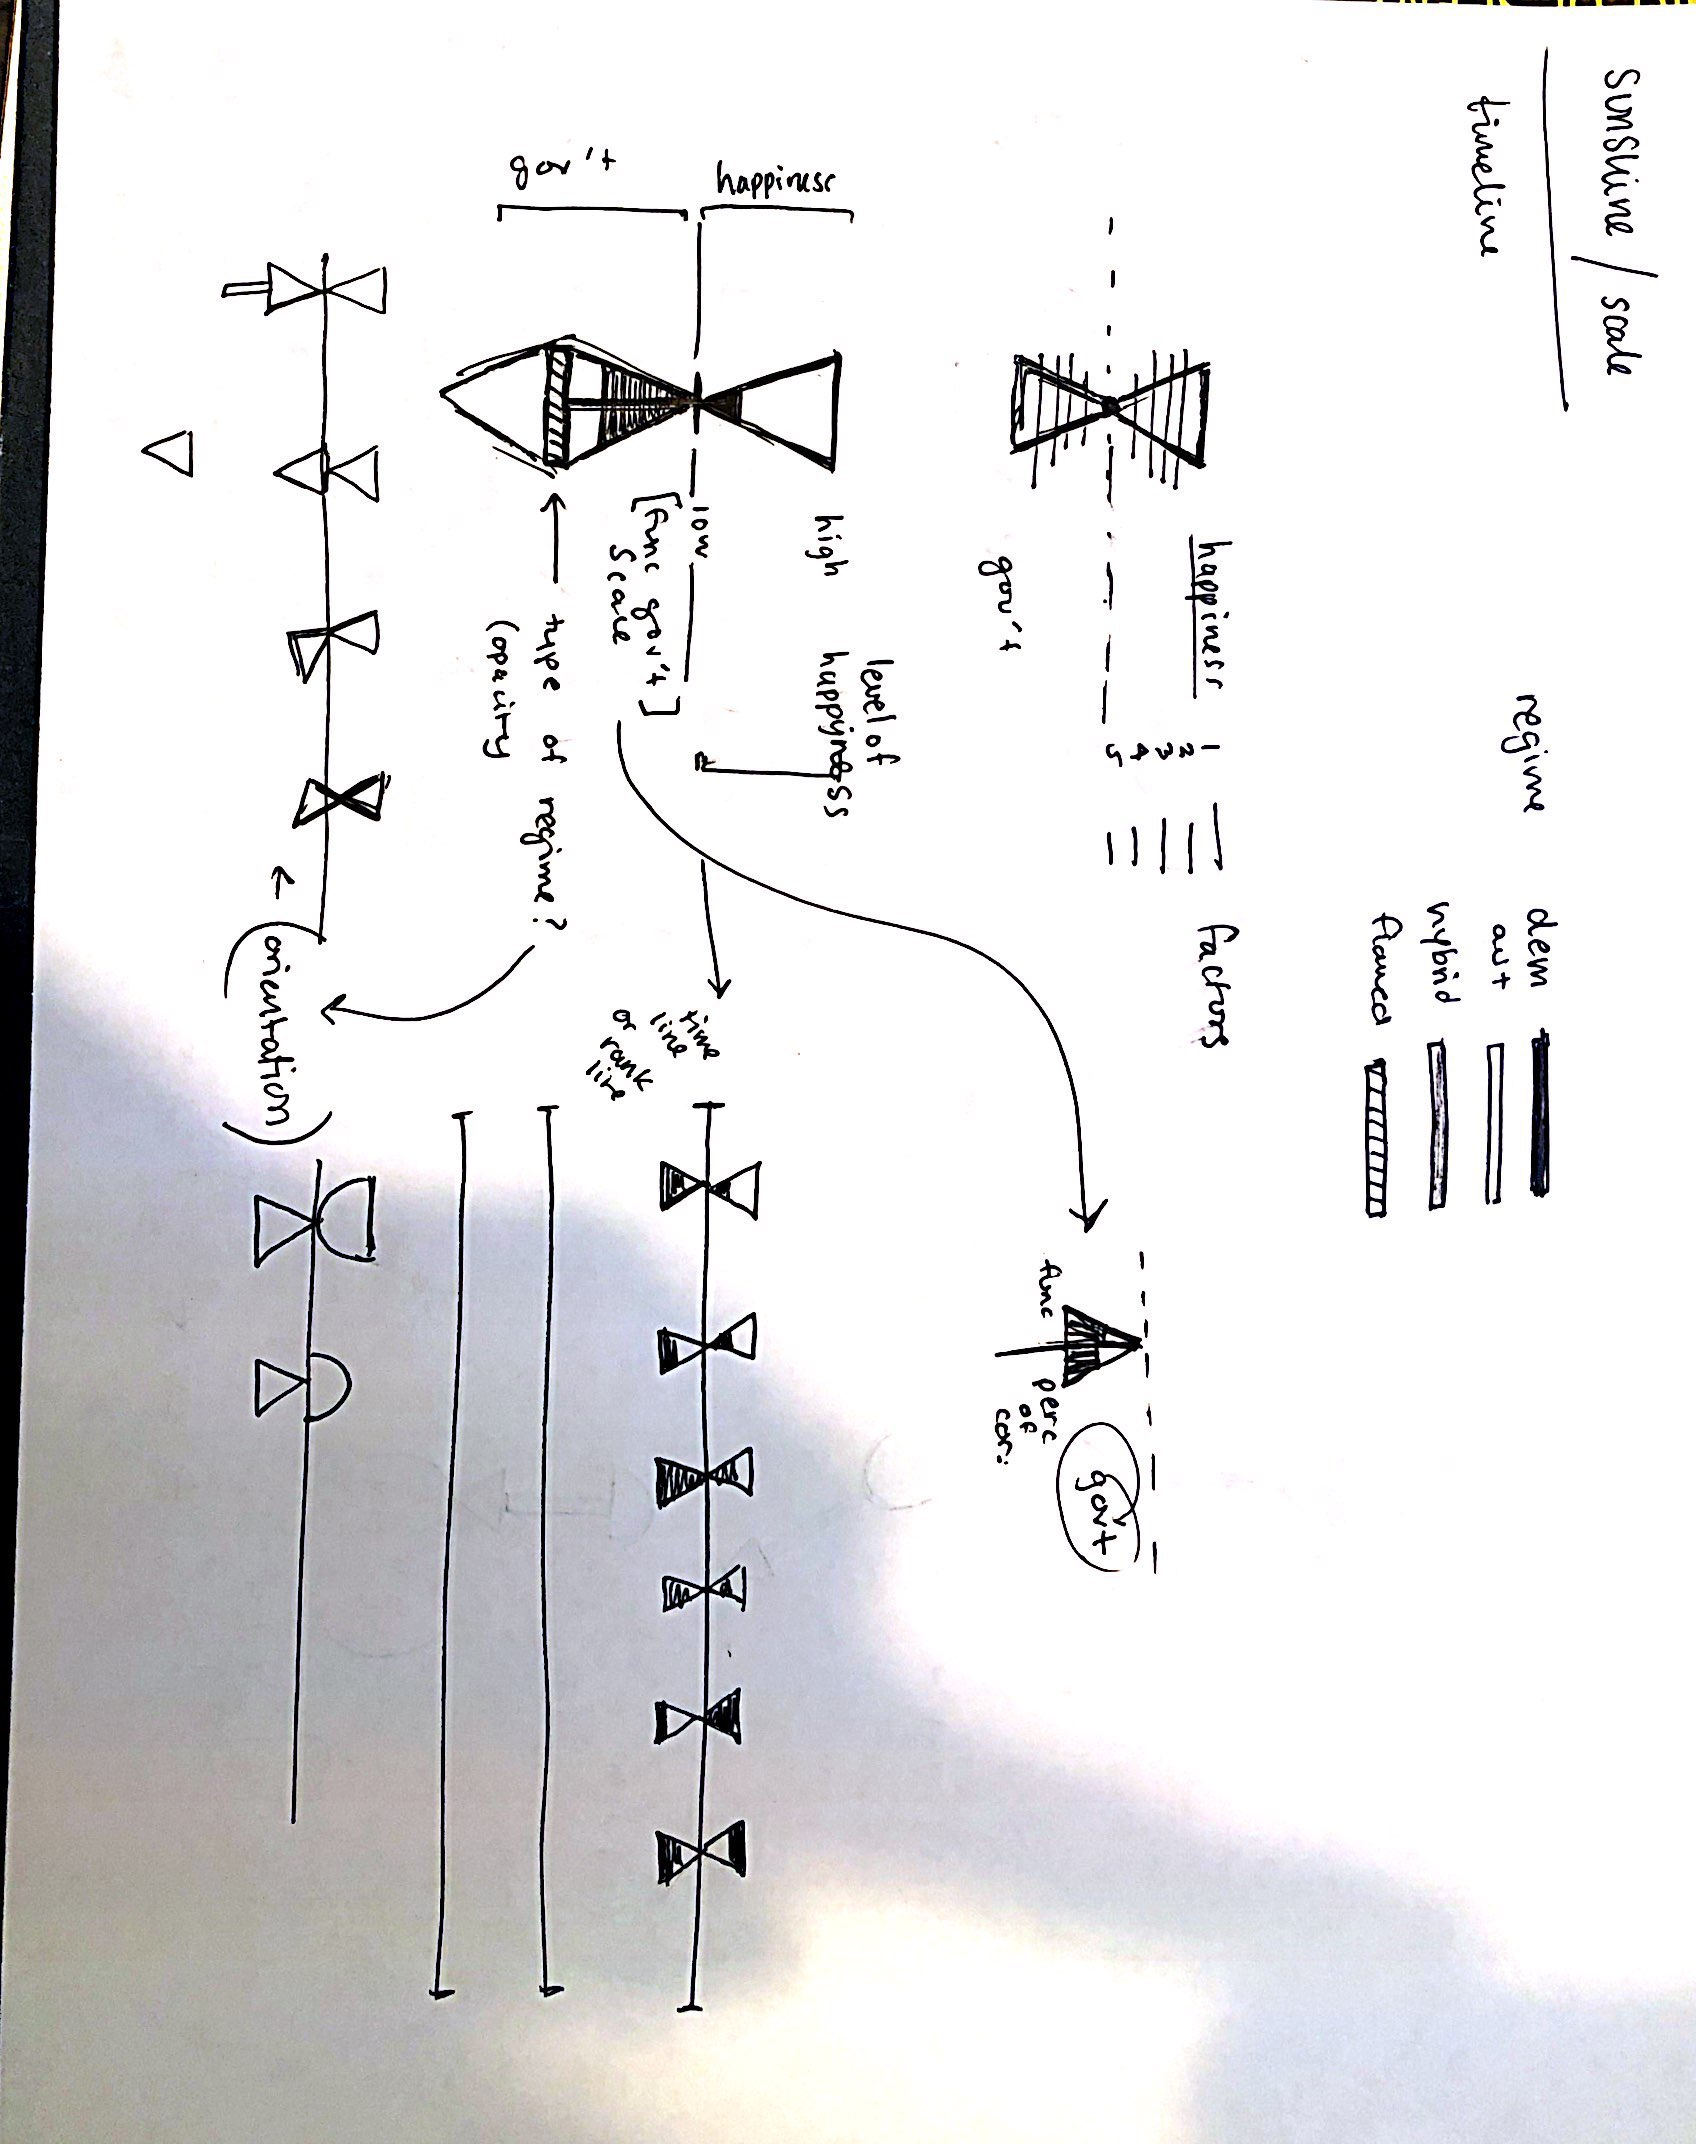 sunshine / scale
timeline
regime
dem
aut
hybrid
flawed
happiness
1
2
3
4
5
factors
gov't
func
perc
of
cor:
gov't
happiness
gov't
high
low
level of
happyness
[func gov't]
scale
← type of regime?
(opacity
time
line
or
rank
line
← (orientation)